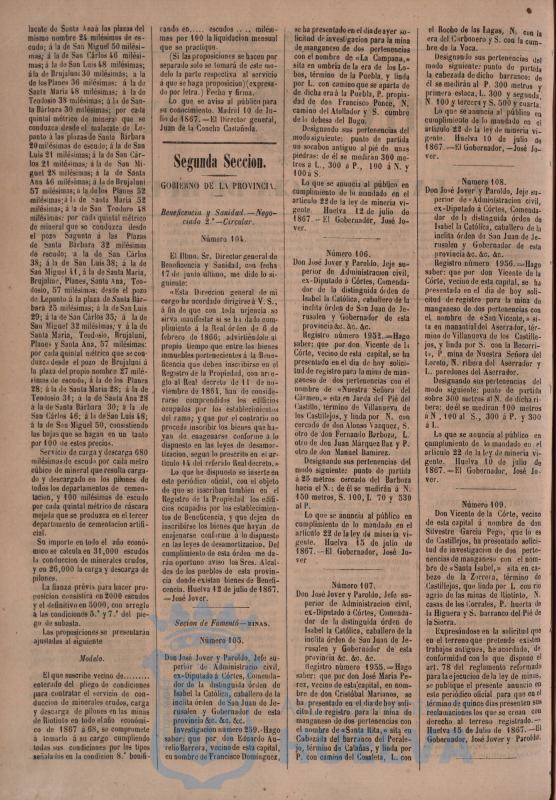 lacate de Santa Ana á las plazas del
mismo nombre 24 milésimas de es-
cudo; á la de San Miguel 50 milési-
mas; á la de San Cárlos 46 milési-
mas; á la de San Luis 48 milésimas;
á la de Brujaluní 30 milésimas; á la
de los Planes 36 milésimas; á la de
Santa María 48 milésimas; á la de
Teodosio 38 milésimas; á la de San-
ta Bárbara 30 milésimas; por cada
quintal métrico de mineral que se
conduzca desde el malacate de Le-
panto á las plazas de Santa Bárbara
20 milésimas de escudo; á la de San
Luis 21 milésimas; á la de San Cár-
los 21 milésimas; á la de San Mi-
guel 28 milésimas; á la de Santa
Ana 46 milésimas; á la de Brujaluní
57 milésimas; á la de los Planes 52
milésimas; á la de Santa María 52
milésimas, á la de San Teodoro 48
milésimas: por cada quintal métrico
de mineral que se conduzca desde
el pozo Sagunto á las Plazas
de Santa Bárbara 32 milésimas
de escudo; á la de San Cárlos
38; á la de San Luis 38; á la de
San Miguel 41, á la de Santa María,
Brujaluní, Planes, Santa Ana, Teo-
dosio, 57 milésimas; desde el pozo
de Lepanto á la plaza de Santa Bár-
bara 25 milésimas; á la de San Luis
29; á la de San Cárlos 35; á la de
San Miguel 32 milésimas, y á la de
Santa María, Teodosio, Brujaluní,
Planes y Santa Ana, 57 milésimas:
por cada quintal métrico que se con-
duzca desde el pozo de Brujaluní á
la plaza del propio nombre 27 milé-
simas de escudo, á la de los Planes
28; á la de Santa María 28; á la de
Teodosio 31; á la de Santa Ana 28
á la de Santa Bárbara 30; á la de
San Cárlos 46; á la de San Luis 48;
á la de San Miguel 50, consistiendo
las bojas que se hagan en un tanto
por 100 de estos precios.
Servicio de carga y descarga 680
milésimas de escudo por cada metro
cúbico de mineral que resulta carga-
do y descargado en los pilones de
todos los departamentos de cementa-
cion, y 400 milésimas de escudo
por cada quintal métrico de cáscara
mojada que se produzca en el tercer
departamento de cementacion artifi-
cial.
Su importe en todo el año econó-
mico se calcula en 31,000 escudos
la conduccion de minerales crudos,
y en 26,000 la carga y descarga de
pilones.
La fianza prévia para hacer pro-
posicion consistirá en 2000 escudos
y el definitivo en 5000, con arreglo
á las condiciones 5.ª y 7.ª del plie-
go de subasta.
Las proposiciones se presentarán
ajustadas al siguiente
Modelo.
El que suscribe vecino de........
enterado del pliego de condiciones
para contratar el servicio de con-
duccion de minerales crudos, carga
y descarga de pilones en las minas
de Riotinto en todo el año económi-
co de 1867 á 68, se compromete
á tomarlo á su cargo cumpliendo
todas sus condiciones por los tipos
señalados en la condicion 8.ª bonifi-
rando en.... escudos.... milési-
mas por 100 la liquidacion mensual
que se practique.
(Si las proposiciones se hacen por
separado solo se tomará de este mo-
delo la parte respectiva al servicio
á que se haga proposicion) (expresa-
do por letra.) Fecha y firma.
Lo que se avisa al público para
su conocimiento. Madrid 10 de Ju-
lio de 1867.—El Director general,
Juan de la Concha Castañeda.
Segunda Seccion.
GOBIERNO DE LA PROVINCIA.
Beneficencia y Sanidad.—Nego-
ciado 2.º—Circular.
Número 104.
El Iltmo. Sr. Director general de
Beneficencia y Sanidad, con fecha
17 de junio último, me dide lo si-
guiente:
«Esta Direccion general de mi
cargo ha acordado dirigirse á V. S.,
á fin de que con toda urgencia se
sirva manifestar si se ha dado cum-
plimiento á la Real órden de 6 de
febrero de 1866; advirtiéndole al
propio tiempo que entre los bienes
inmuebles pertenecientes á la Bene-
ficencia que deben inscribirse en el
Registro de la Propiedad, con arre-
glo al Real decreto de 11 de no-
viembre de 1864, han de conside-
rarse comprendidos los edificios
ocupados por los establecimientos
del ramo, y que por el contrario no
procede inscribir los bienes que ha-
yan de enagenarse conforme á lo
dispuesto en las leyes de desamor-
tizacion, segun lo prescrito en el artí-
culo 14 del referido Real decreto.»
Lo que he dispuesto se inserte en
este periódico oficial, con el objeto
de que se inscriban tambien en el
Registro de la Propiedad los edifi-
cios ocupados por los establecimien-
tos de Beneficencia, y que dejen de
inscribirse los bienes que hayan de
enajenarse conforme á lo dispuesto
en las leyes de desamortizacion. Del
cumplimiento de esta órden me da-
rán oportuno aviso los Sres. Alcal-
des de los pueblos de esta provincia
donde existan bienes de Benefi-
cencia. Huelva 12 de julio de 1867.
—José Jover.
Seccion de Fomento—MINAS.
Número 105.
Don José Jover y Paroldo, Jefe su-
perior de Administracion civil,
ex-Diputado á Córtes, Comenda-
dor de la distinguida órden de
Isabel la Católica, caballero de la
ínclita órden de San Juan de Je-
rusalen y Gobernador de esta
provincia &c. &c. &c.
Investigacion número 259.—Hago
saber; que por don Eduardo Au-
relio Barrera, vecino de esta capital,
en nombre de Francisco Dominguez,
se ha presentado en el dia de ayer so-
licitud de investigacion para la mina
de manganeso de dos pertenencias
con el nombre de «La Campana,»
sita en umbría de la era de los Lo-
bos, término de la Puebla, y linda
por L. con camino que se aparta de
de dicha era á la Puebla, P. propie-
dad de don Francisco Ponce, N.
camino del Atollador y S. cumbre
de la dehesa del Bugo.
Designando sus pertenencias del
modo siguiente; punto de partida
un socabon antiguo al pié de unas
piedras: de él se medirán 300 me-
tros á L., 300 á P., 100 á N. y
100 á S.
Lo que se anuncia al público en
cumplimiento de lo mandado en el
artículo 22 de la ley de minería vi-
gente. Huelva 12 de julio de
1867.—El Gobernador, José Jo-
ver.
Número 106.
Don José Jover y Paroldo, Jeje su-
perior de Administracion civil,
ex-Diputado á Córtes, Comenda-
dor de la distinguida órden de
Isabel la Católica, caballero de la
ínclita órden de San Juan de Je-
rusalen y Gobernador de esta
provincia &c. &c. &c.
Registro número 1952.—Hago
saber; que por don Vicente de la
Córte, vecino de esta capital, se ha
presentado en el dia de hoy solici-
tud de registro para la mina de man-
ganeso de dos pertenencias con el
nombre de «Nuestra Señora del
Cármen,» sita en Jarda del Pié del
Castillo, término de Villanueva de
los Castillejos, y linda por N. con
cercado de don Alonso Vazquez, S.
otro de don Fernando Borbozo, L.
otro de don Juan Márquez Baz y P.
otro de don Manuel Ramirez.
Designando sus pertenencias del
modo siguiente: punto de partida
á 25 metros cercado del Barboza
hácia el N.: de él se medirá á N.
150 metros, S. 100, L. 70 y 530
al P.
Lo que se anuncia al público en
cumplimiento de lo mandado en el
artículo 22 de la ley de minería
vigente. Huelva 15 de julio de
1867.—El Gobernador, José Jo-
ver
Número 107.
Don José Jover y Paroldo, Jefe su-
perior de Administracion civil,
ex-Diputado á Córtes, Comenda-
dor de la distinguida órden de
Isabel la Católica, caballero de la
ínclita órden de San Juan de Je-
rusalen y Gobernador de esta
provincia &c. &c. &c.
Registro número 1955.—Hago
saber: que por don José María Pe-
rea, vecino de esta capital, en nom-
bre de don Cristóbal Marianes, se
ha presentado en el dia de hoy soli-
citud de registro para la mina de
manganeso de dos pertenencias con
el nombre de «Santa Rita,» sita en
Cabezada del barranco del Perale-
jo, término de Calañas, y linda por
P. con camino del Cosaleta, L. con
el Rocho de las Lagas, N. con la
era del Carbonero y S. con la cumbre
de la Vaca.
Designando sus pertenencias del
modo siguiente: punto de partida
la cabezada de dicho barranco; de
él se medirán al P. 300 metros y
primera estaca, L. 300 y segunda,
N. 100 y tercera y S. 500 y cuarta.
Lo que se anuncia al público en
cumplimiento de lo mandado en el
artículo 22 de la ley de minería vi-
gente. Huelva 10 de julio de
1867.—El Gobernador, José Jo-
ver.
Número 108.
Don José Jover y Paroldo, Jeje su-
perior de «Administracion civil,
ex-Diputado á Córtes, Comenda-
dor de la distinguida órden de
Isabel la Católica, caballero de la
ínclita órden de San Juan de Je-
rusalen y Gobernador de esta
provincia &c. &c. &c.
Registro número 1956.—Hago
saber; que por don Vicente de la
Córte, vecino de esta capital, se ha
presentado en el dia de hoy solici-
tud de registro para la mina de
manganeso de dos pertenencias con
el nombre de «San Vicente,» si-
ta en manantial del Aserrador, tér-
mino de Villanueva de los Castille-
jos, y linda por S. con la Becorri-
ta, P. mina de Nuestra Señora del
Loreto, N. ribera del Aserrador y
L. paredones del Aserrador.
Designando sus pertenencias del
modo siguiente: punto de partida
sobre 300 metros al N. de dicha ri-
bera; de él se medirán 100 metros
á N, 100 al S., 300 á P. y 300
á L.
Lo que se anuncia al público en
cumplimiento de lo mandado en el
artículo 22 de la ley de minería
vigente. Huelva 10 de julio de
1867.—El Gobernador, José Jo-
ver.
Número 109.
Don Vicente de la Córte, vecino
de esta capital á nombre de don
Silvestre García Pego, que lo es
de Castillejos, ha presentado solici-
tud de investigacion de dos pertenen-
cias de manganeso con el nom-
bre de «Santa Isabel,» sita en ca-
bezo de la Zorrera, término de
Castillejos, que linda por L con rio
agrio de las minas de Riotinto, N.
casas de los Corrales, P. huerta de
la Higuera y S. barranco del Pié de
la Sierra.
Expresándose en la solicitud que
en el terreno que pretende existen
trabajos antiguos, he acordado, de
conformidad con lo que dispone el
art. 78 del reglamento reformado
para la ejecucion de la ley de minas,
se publique el presente anuncio en
este periódico oficial para que en el
término de quince dias presenten sus
reclamaciones los que se crean con
derecho al terreno registrado.—
Huelva 15 de Julio de 1867.—El
Gobernador, José Jover y Paroldo.